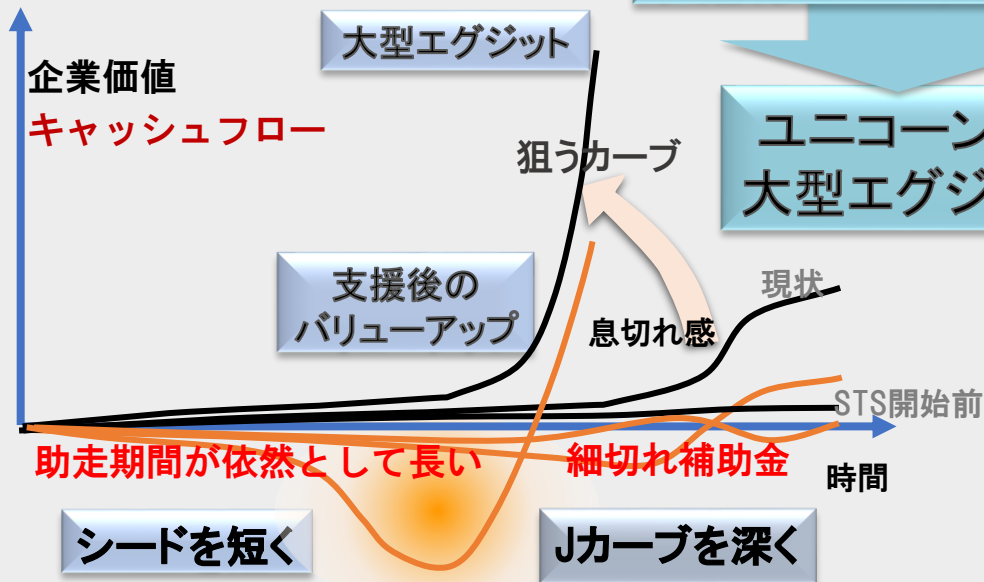 大型エグジット
企業価値
キャッシュフロー
ユニコーン
大型エグジ
狙うカーブ
支援後の
バリューアップ
現状
息切れ感
STS開始前
助走期間が依然として長い
細切れ補助金
時間
シードを短く
Jカーブを深く